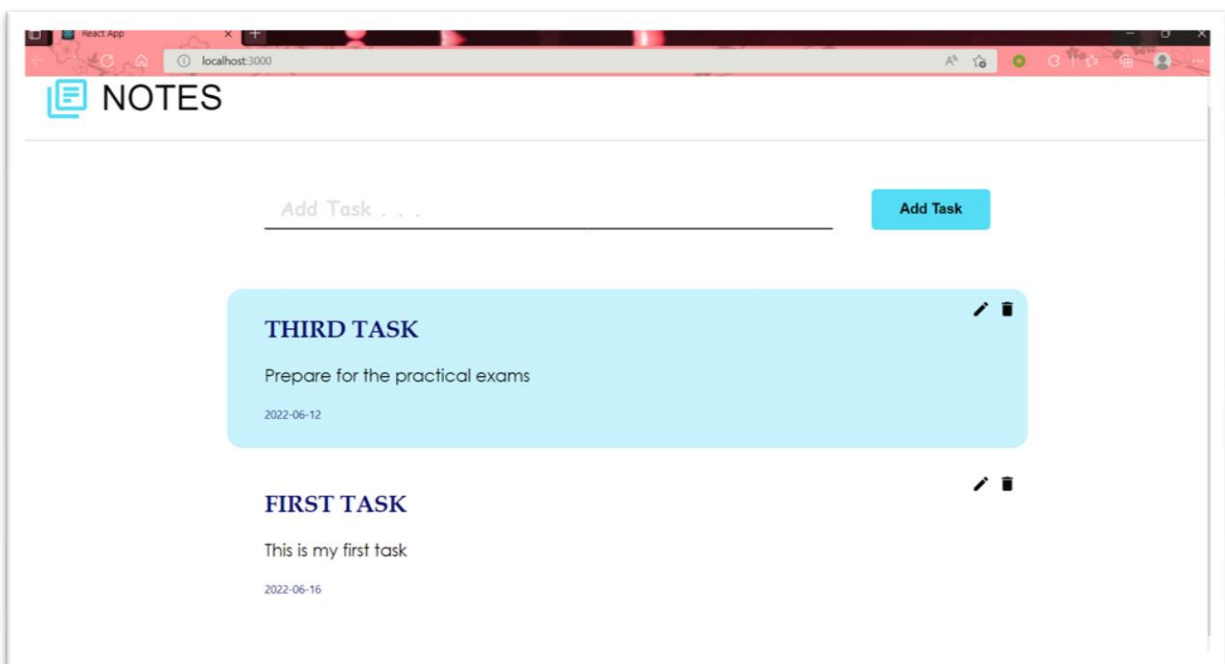 React App
localhost:3000
NOTES
Add Task . . .
Add Task
THIRD TASK
Prepare for the practical exams
2022-06-12
FIRST TASK
This is my first task
2022-06-16